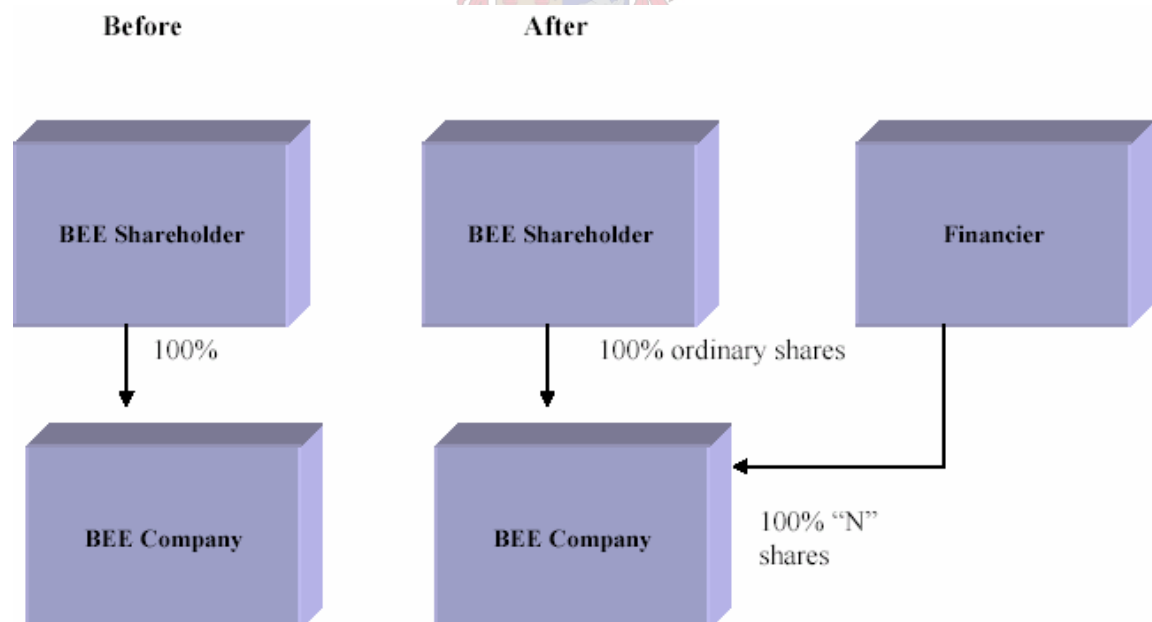 Before
After
BEE Shareholder
BEE Shareholder
Financier
100%
100% ordinary shares
BEE Company
BEE Company
100% “N”
shares